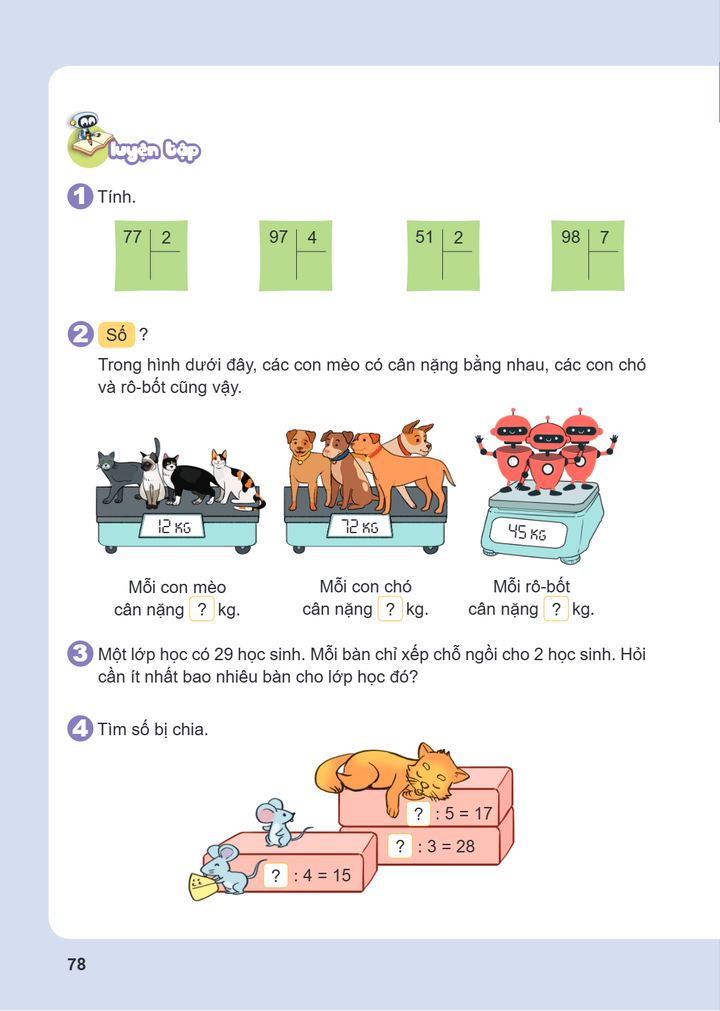 luyện tập
1 Tính.
77 2 97 4 51 2 98 7
2 Số ?
Trong hình dưới đây, các con mèo có cân nặng bằng nhau, các con chó
và rô-bốt cũng vậy.
12 KG 72 KG 45 KG
Mỗi con mèo Mỗi con chó Mỗi rô-bốt
cân nặng ? kg. cân nặng ? kg. cân nặng ? kg.
3 Một lớp học có 29 học sinh. Mỗi bàn chỉ xếp chỗ ngồi cho 2 học sinh. Hỏi
cần ít nhất bao nhiêu bàn cho lớp học đó?
4 Tìm số bị chia.
? : 5 = 17
? : 3 = 28
? : 4 = 15
78